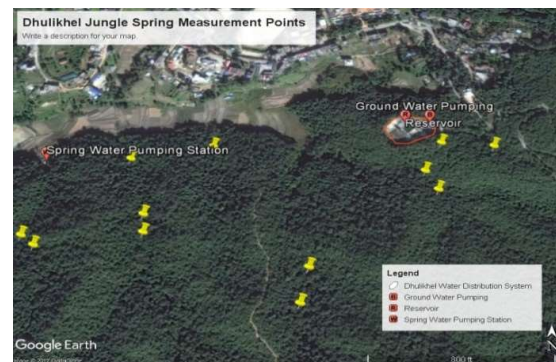 Dhulikhel Jungle Spring Measurement Points
Write a description for your map.
Ground Water Pumping
Reservoir
Spring Water Pumping Station
Legend
Dhulikhel Water Distribution System
Ground Water Pumping
Reservoir
Spring Water Pumping Station
Google Earth
800 ft